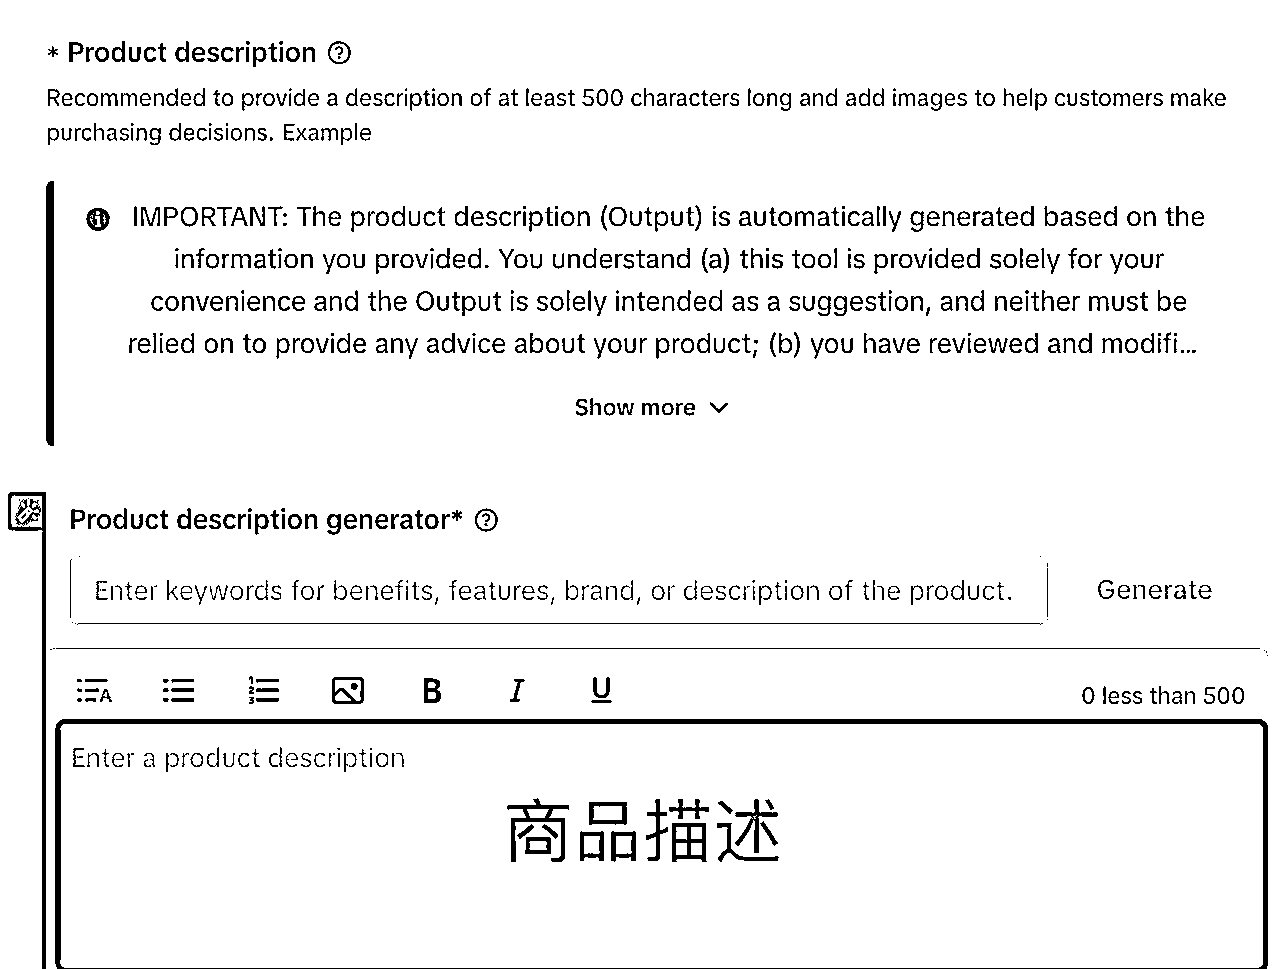 * Product description
Recommended to provide a description of at least 500 characters long and add images to help customers make
purchasing decisions. Example
IMPORTANT: The product description (Output) is automatically generated based on the
information you provided. You understand (a) this tool is provided solely for your
convenience and the Output is solely intended as a suggestion, and neither must be
relied on to provide any advice about your product; (b) you have reviewed and modifi...
Show more
Product description generator*
Enter keywords for benefits, features, brand, or description of the product.
Generate
B I U
0 less than 500
Enter a product description
商品描述